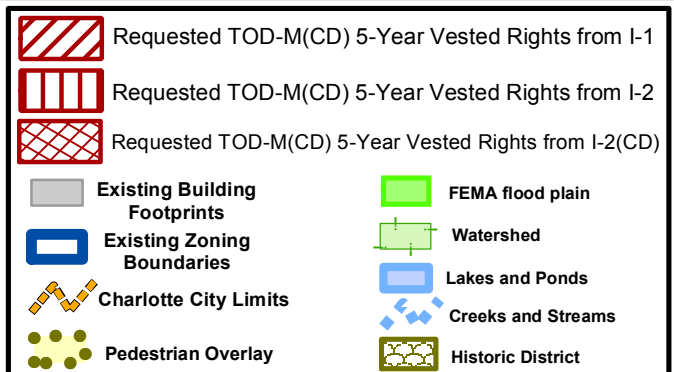 Requested TOD-M(CD) 5-Year Vested Rights from I-1
Requested TOD-M(CD) 5-Year Vested Rights from I-2
Requested TOD-M(CD) 5-Year Vested Rights from I-2(CD)
Existing Building
Footprints
Existing Zoning
Boundaries
Charlotte City Limits
Pedestrian Overlay
FEMA flood plain
Watershed
Lakes and Ponds
Creeks and Streams
Historic District